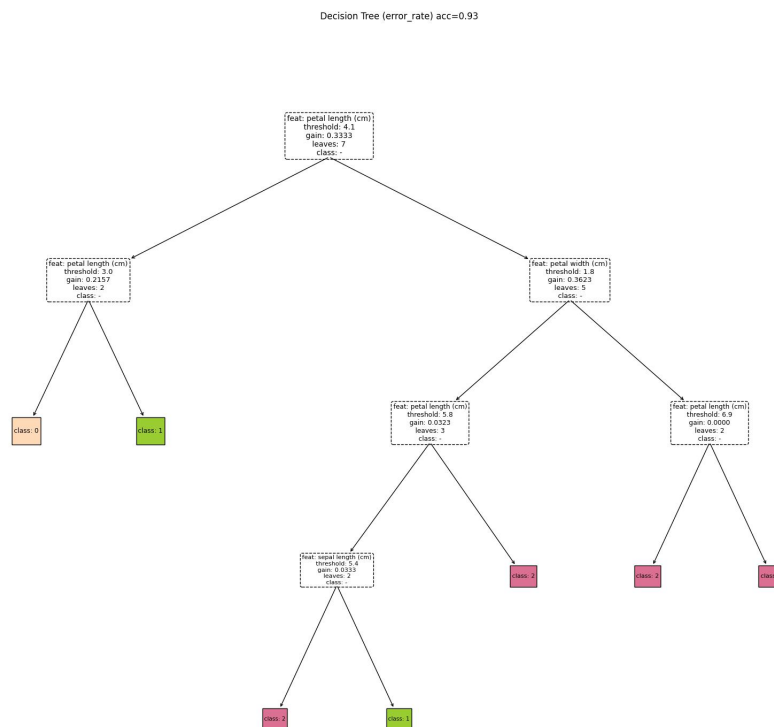 Decision Tree (error_rate) acc=0.93
feat: petal length (cm)
threshold: 4.1
gain: 0.3333
leaves: 7
class: -
feat: petal length (cm)
threshold: 3.0
gain: 0.2157
leaves: 2
class: -
feat: petal width (cm)
threshold: 1.8
gain: 0.3623
leaves: 5
class: -
class: 0
class: 1
feat: petal length (cm)
threshold: 5.8
gain: 0.0323
leaves: 3
class: -
feat: petal length (cm)
threshold: 6.9
gain: 0.0000
leaves: 2
class: -
feat: sepal length (cm)
threshold: 5.4
gain: 0.0333
leaves: 2
class: -
class: 2
class: 2
class: 2
class: 1